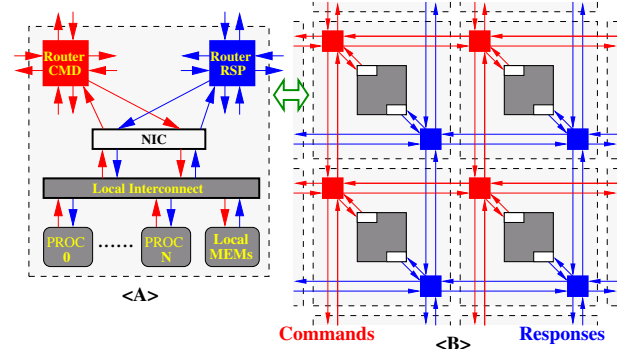 Router
CMD
Router
RSP
NIC
Local Interconnect
PROC
0
......
PROC
N
Local
MEMs
<A>
Commands
<B>
Responses